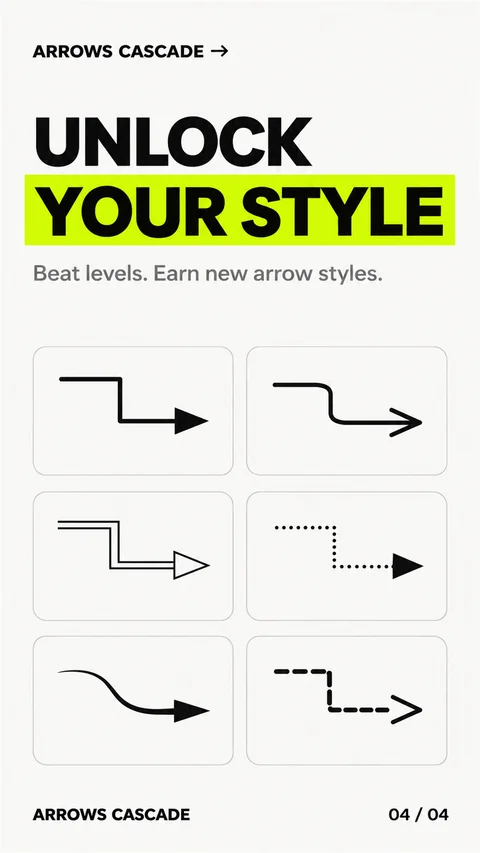 ARROWS CASCADE →
UNLOCK
YOUR STYLE
Beat levels. Earn new arrow styles.
ARROWS CASCADE
04 / 04